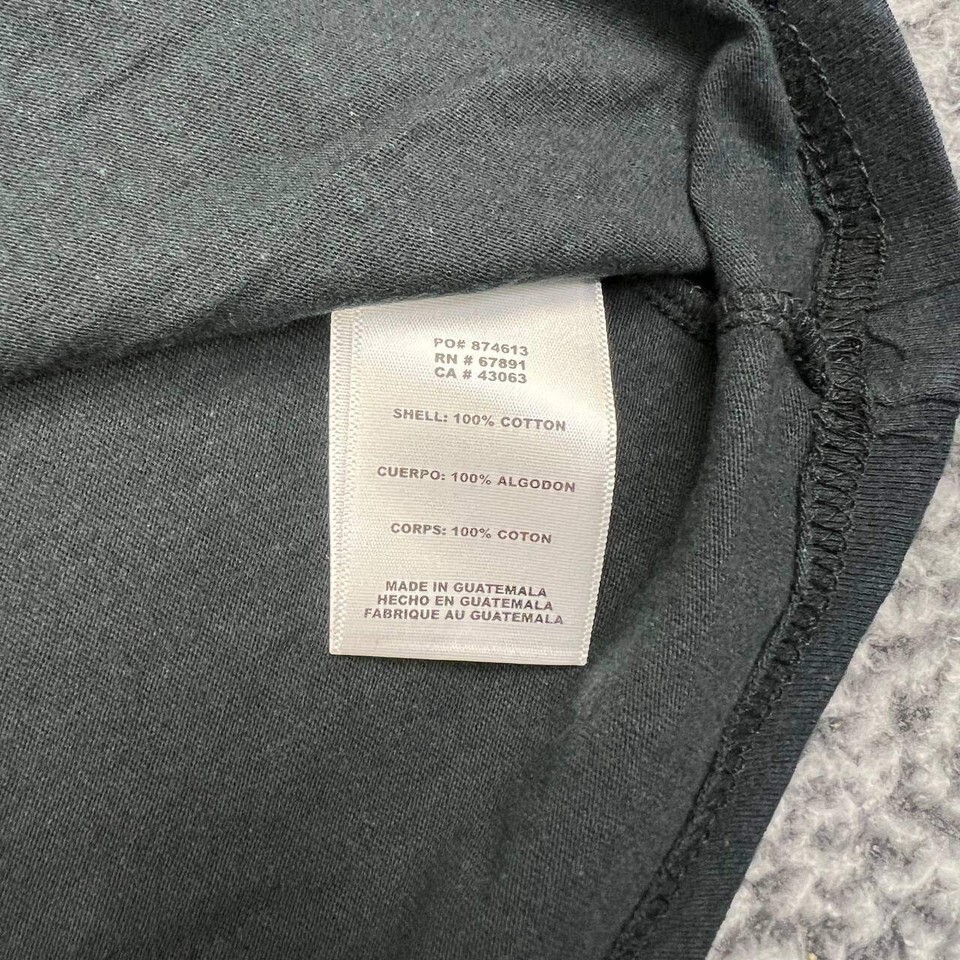 PO# 874613
RN # 67891
CA # 43063
SHELL: 100% COTTON
CUERPO: 100% ALGODON
CORPS: 100% COTON
MADE IN GUATEMALA
HECHO EN GUATEMALA
FABRIQUE AU GUATEMALA